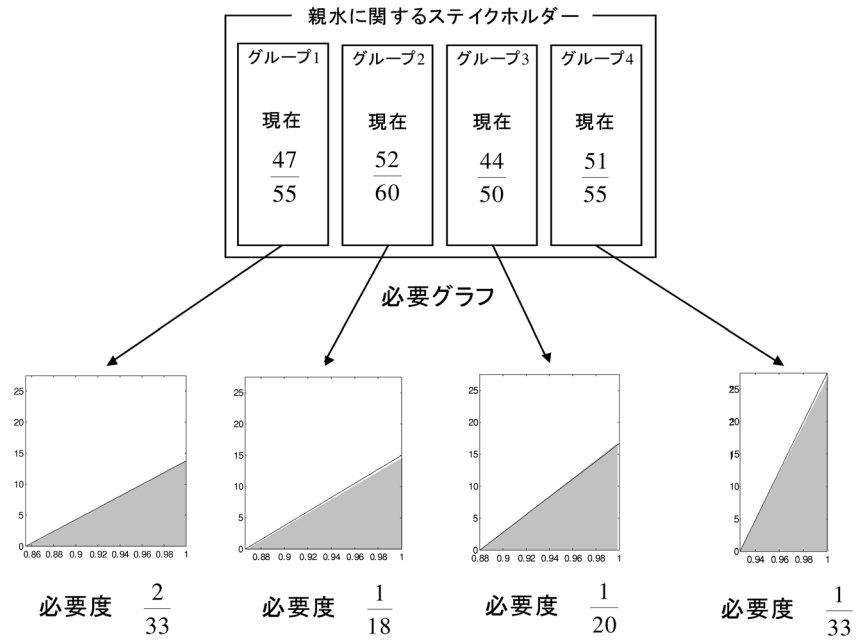 親水に関するステイクホルダー
グループ1 グループ2 グループ3 グループ4
現在 現在 現在 現在
47/55 52/60 44/50 51/55
必要グラフ
25 20 15 10 5 0
0.86 0.88 0.9 0.92 0.94 0.96 0.98 1
25 20 15 10 5 0
0.88 0.9 0.92 0.94 0.96 0.98 1
25 20 15 10 5 0
0.88 0.9 0.92 0.94 0.96 0.98 1
25 20 15 10 5 0
0.94 0.96 0.98 1
必要度 2/33 必要度 1/18 必要度 1/20 必要度 1/33